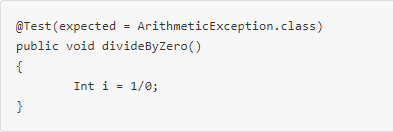 @Test(expected = ArithmeticException.class)
public void divideByZero()
{
        Int i = 1/0;
}